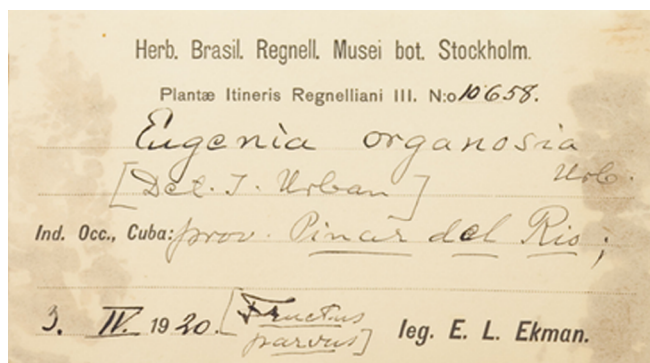 Herb. Brasil. Regnell. Musei bot. Stockholm.
Plantæ Itineris Regnelliani III. N:o 10658.
Eugenia organosia
Urb.
[Det. I. Urban]
Ind. Occ., Cuba: prov. Pinar del Rio;
3. IV. 1920. [Fructus
parvus] leg. E. L. Ekman.